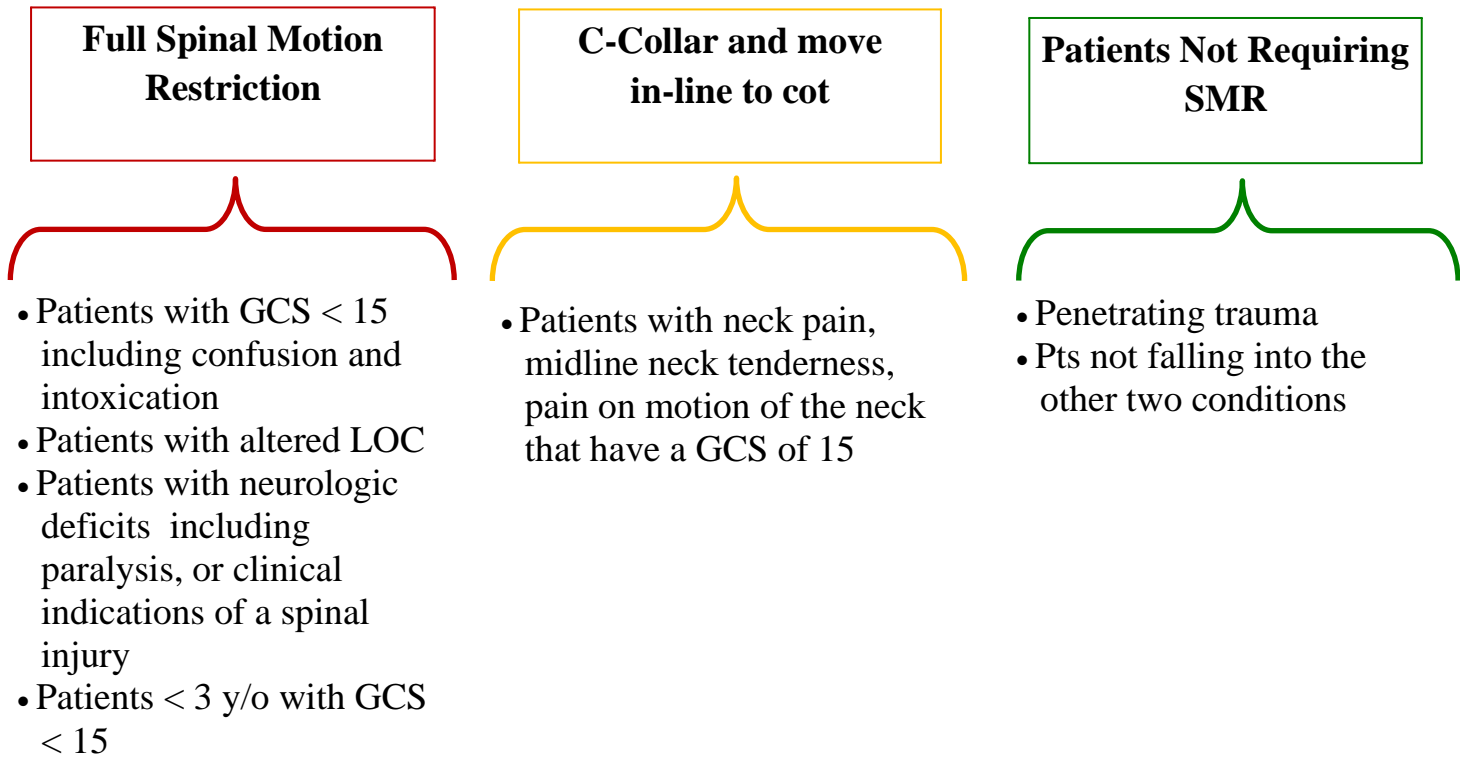 Full Spinal Motion
Restriction
• Patients with GCS < 15
including confusion and
intoxication
• Patients with altered LOC
• Patients with neurologic
deficits including
paralysis, or clinical
indications of a spinal
injury
• Patients < 3 y/o with GCS
< 15
C-Collar and move
in-line to cot
• Patients with neck pain,
midline neck tenderness,
pain on motion of the neck
that have a GCS of 15
Patients Not Requiring
SMR
• Penetrating trauma
• Pts not falling into the
other two conditions